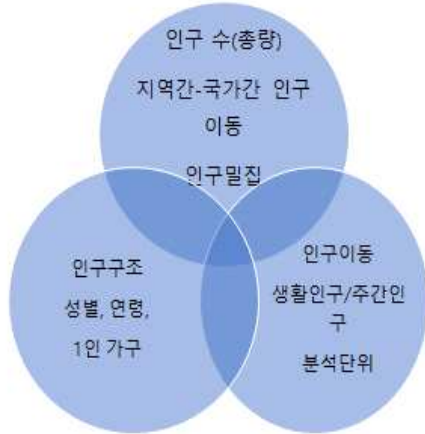 인구 수(총량)
지역간-국가간 인구
이동
인구밀집
인구구조
성별, 연령,
1인 가구
인구이동
생활인구/주간인
구
분석단위